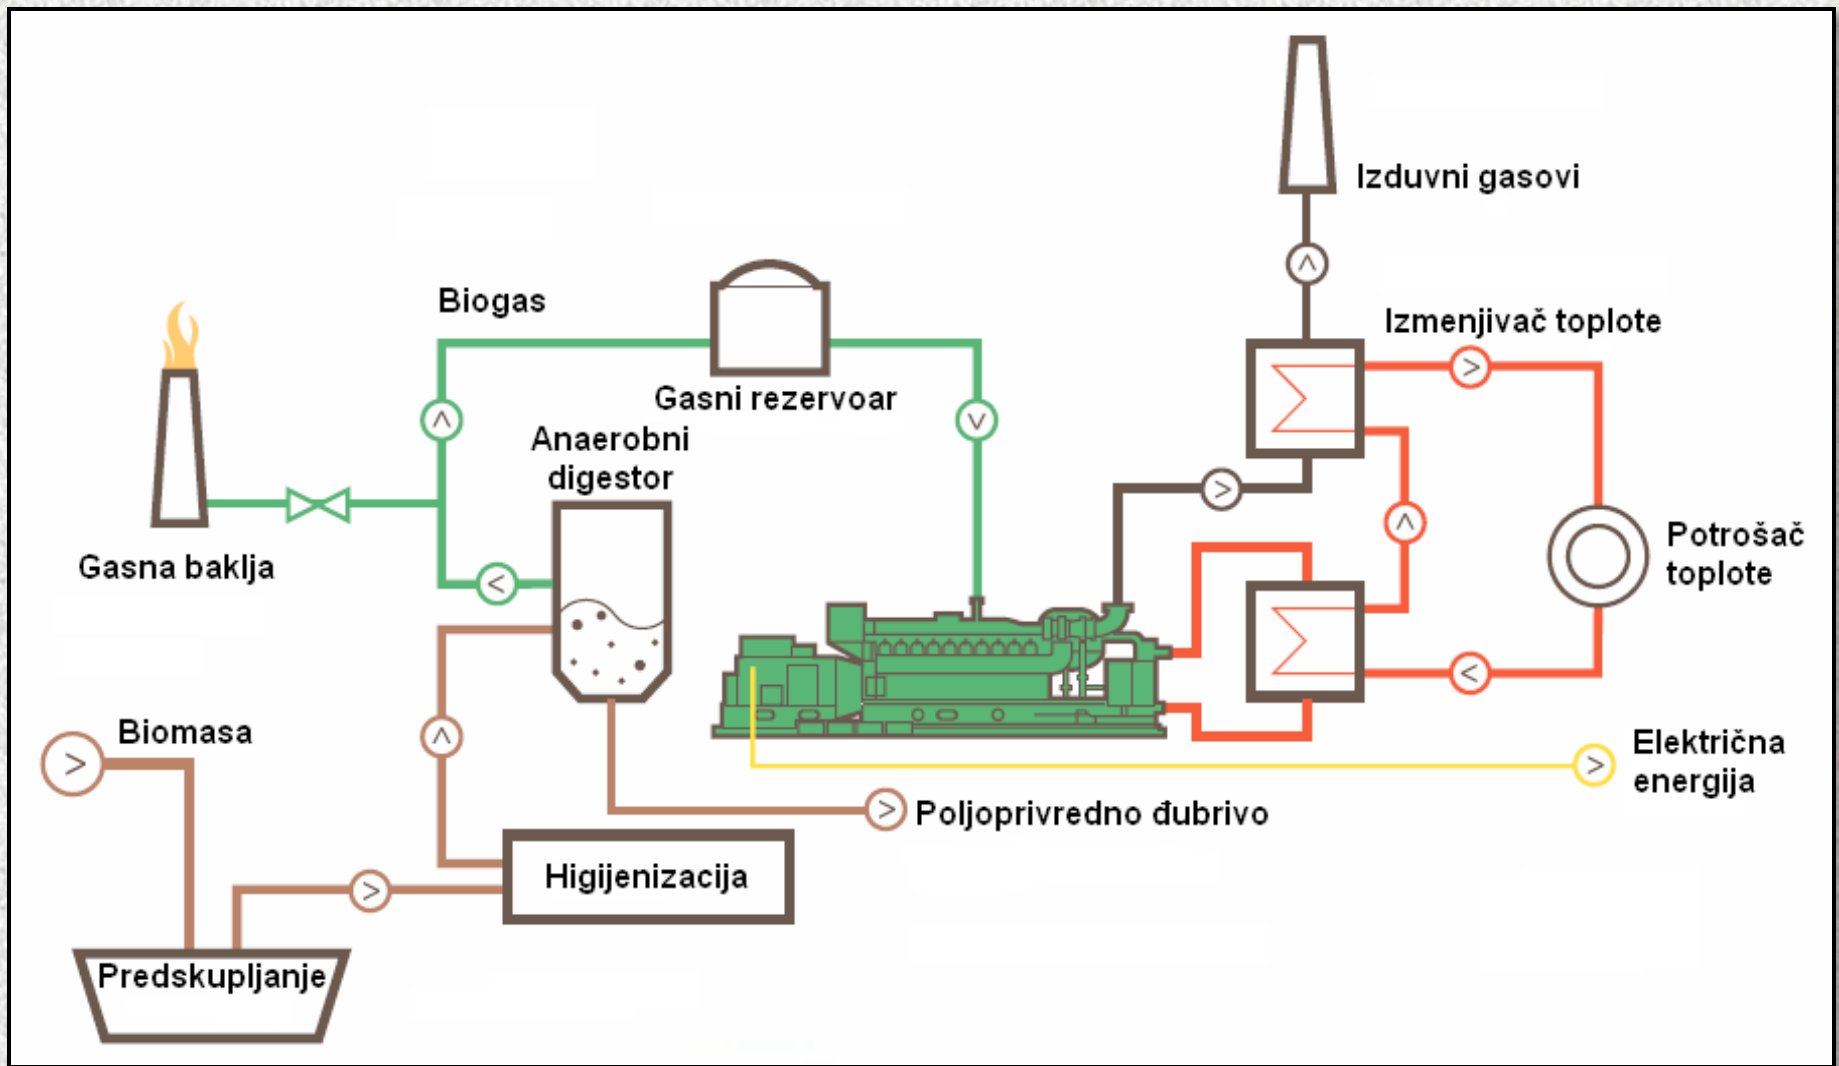 Izduvni gasovi
Biogas
Izmenjivač toplote
Gasni rezervoar
Anaerobni
digestor
Gasna baklja
Potrošač
toplote
Biomasa
Električna
energija
Poljoprivredno đubrivo
Higijenizacija
Predskupljanje